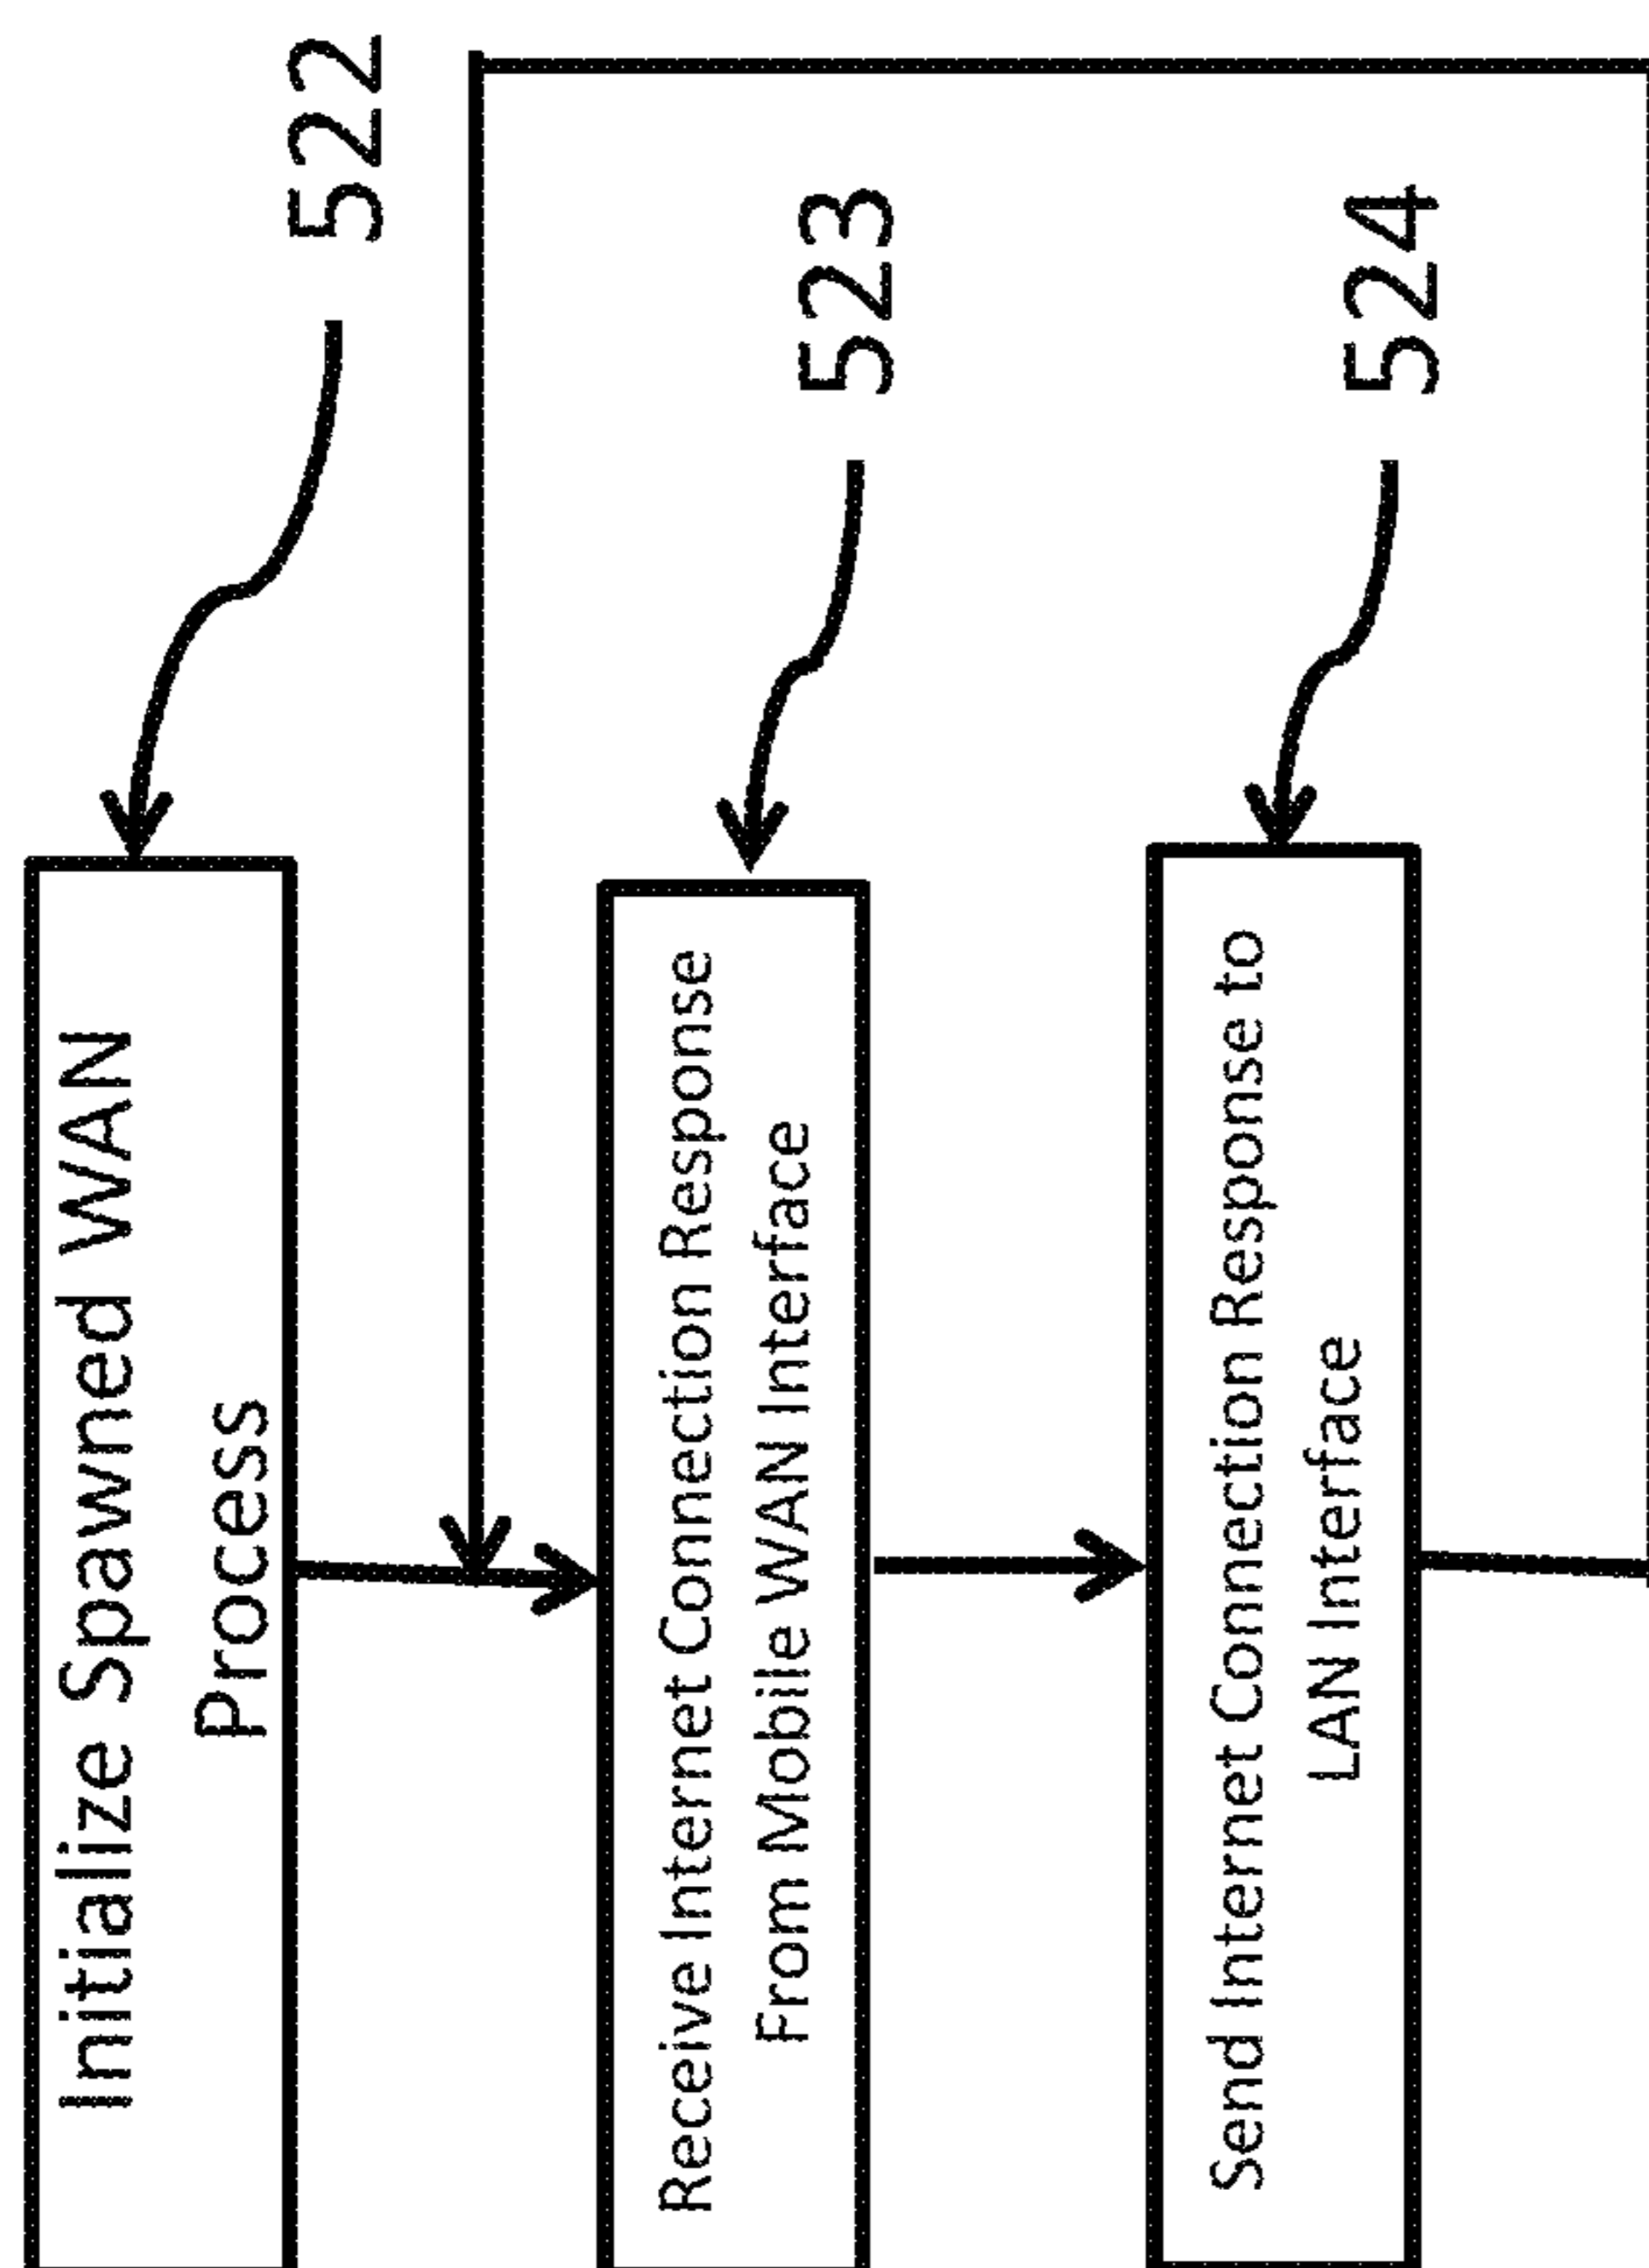 Initialize Spawned WAN
Process
522
Receive Internet Connection Response
From Mobile WAN Interface
523
Send Internet Connection Response to
LAN Interface
524